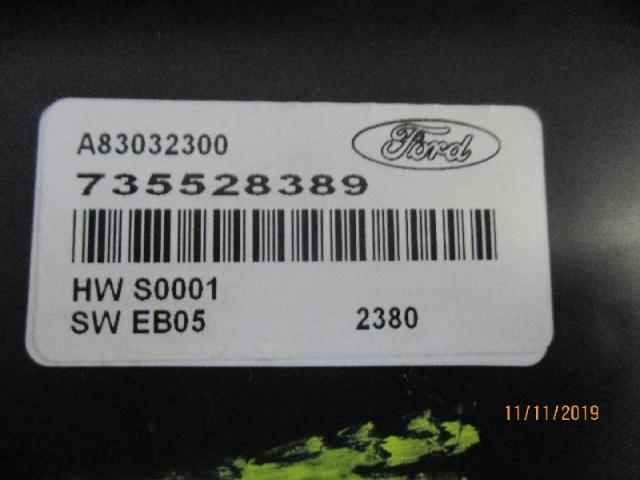 A83032300
Ford
735528389
HW S0001
SW EB05 2380
11/11/2019